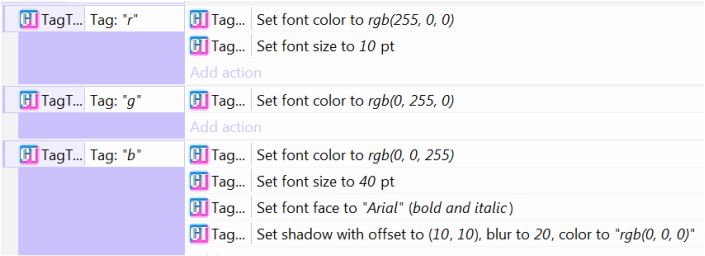 TagT... Tag: "r" Tag... Set font color to rgb(255, 0, 0)
Tag... Set font size to 10 pt
Add action
TagT... Tag: "g" Tag... Set font color to rgb(0, 255, 0)
Add action
TagT... Tag: "b" Tag... Set font color to rgb(0, 0, 255)
Tag... Set font size to 40 pt
Tag... Set font face to "Arial" (bold and italic)
Tag... Set shadow with offset to (10, 10), blur to 20, color to "rgb(0, 0, 0)"